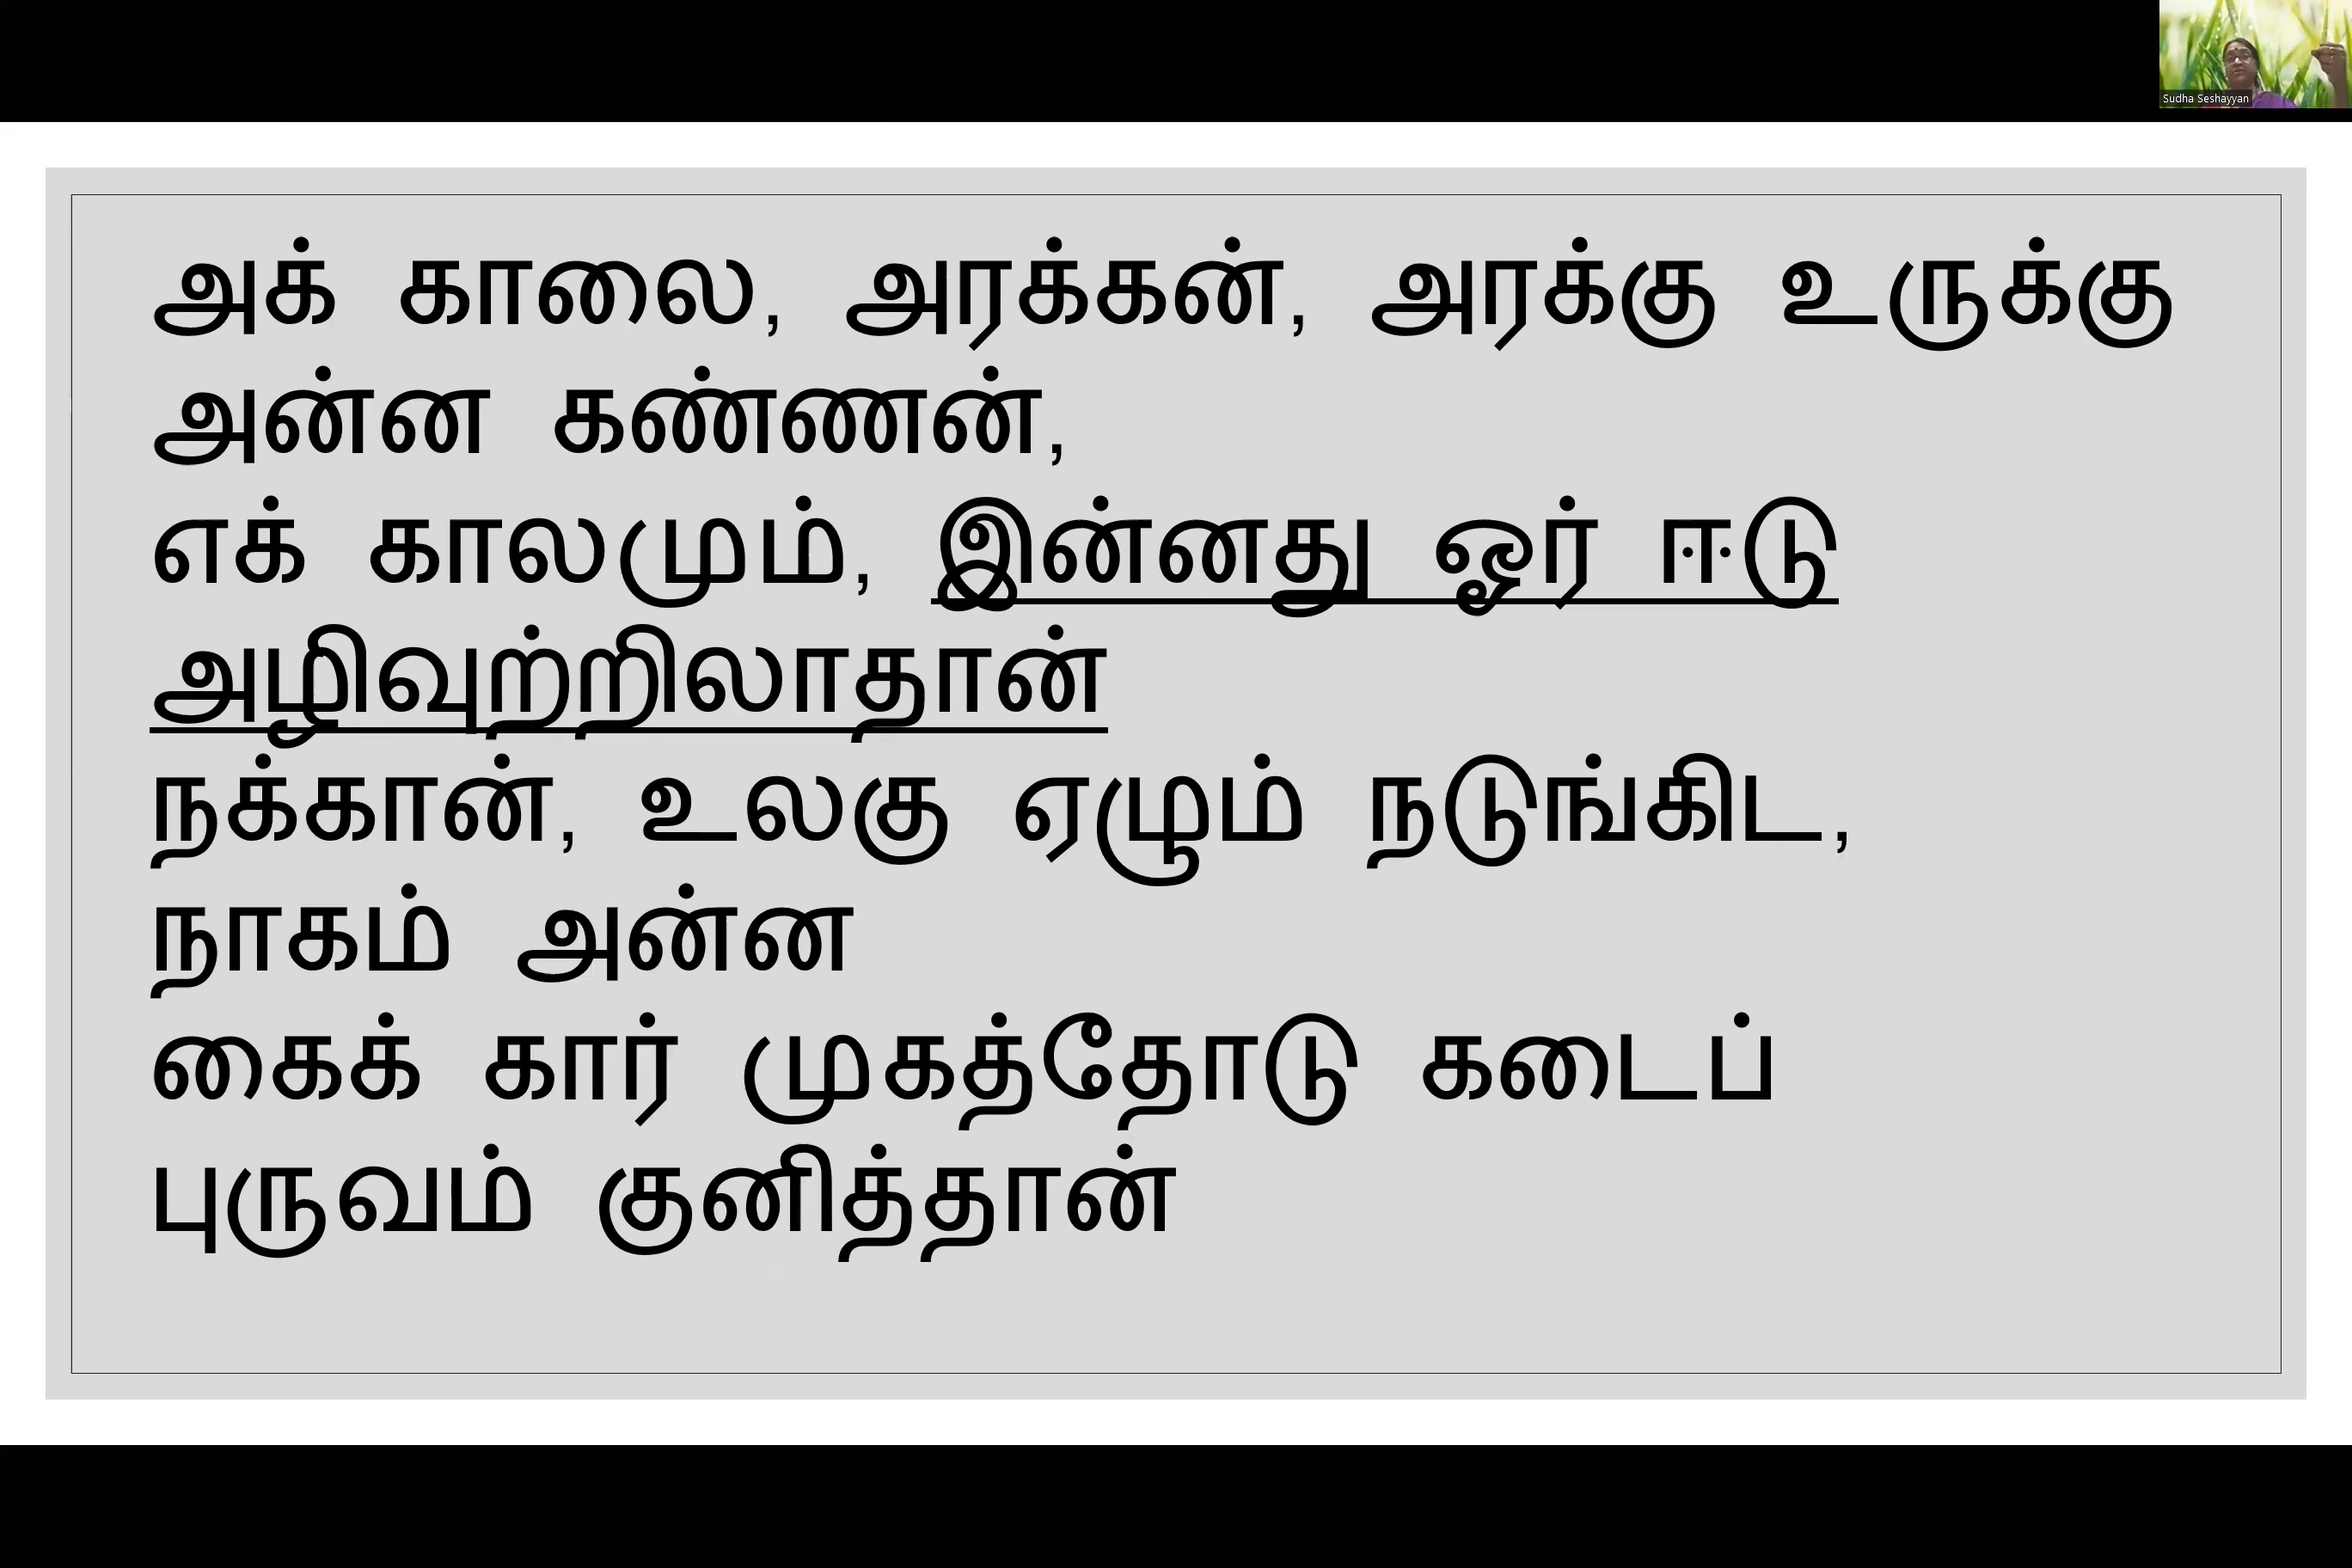 Sudha Seshayyan
அக் காலை, அரக்கன், அரக்கு உருக்கு
அன்ன கண்ணன்,
எக் காலமும், இன்னது ஓர் ஈடு
அழிவுற்றிலாதான்
நக்கான், உலகு ஏழும் நடுங்கிட,
நாகம் அன்ன
கைக் கார் முகத்தோடு கடைப்
புருவம் குனித்தான்